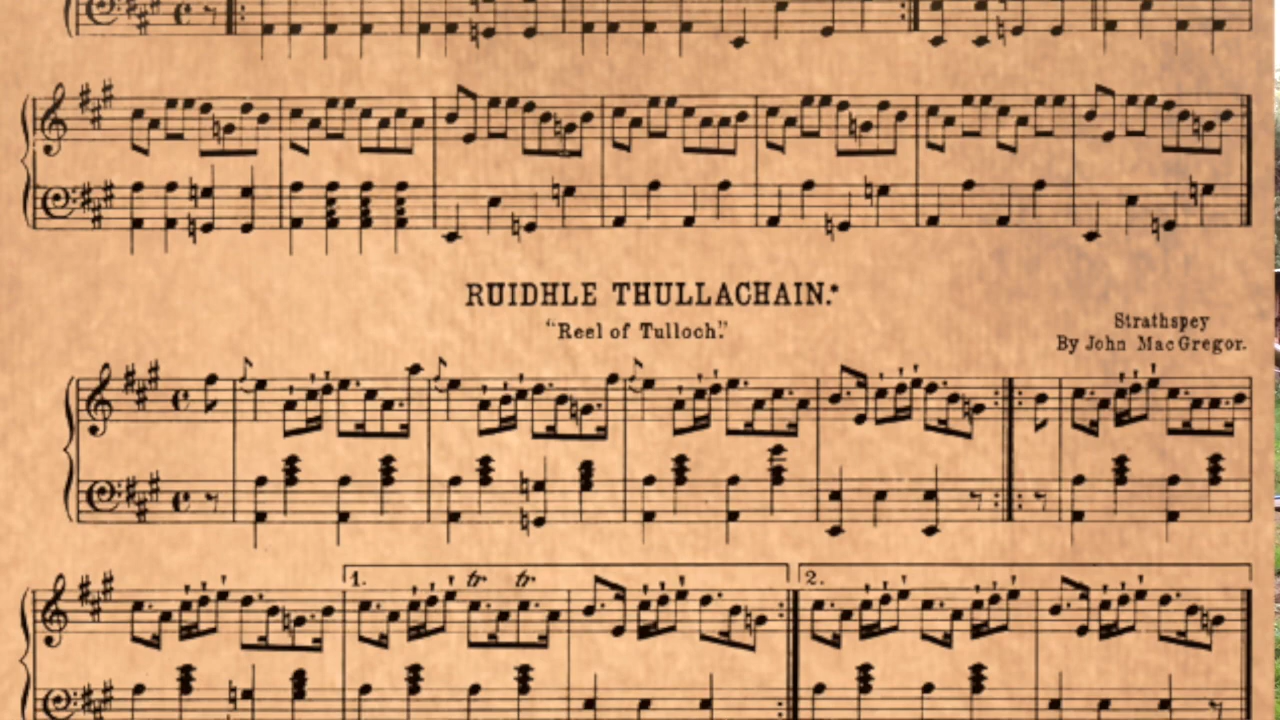 RUIDHLE THULLACHAIN.*
"Reel of Tulloch."
Strathspey
By John MacGregor.
1. tr tr
2.